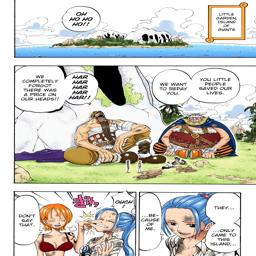 OH
HO HO
HO!!
LITTLE
GARDEN,
ISLAND
OF
GIANTS
WE
COMPLETELY
FORGOT
THERE WAS
A PRICE ON
OUR HEADS!!
HAR
HAR HAR
HAR HAR
HAR!!
WE WANT
TO REPAY
YOU.
YOU LITTLE
PEOPLE
SAVED OUR
LIVES.
DON'T
SAY THAT.
OUCH!
BE-
CAUSE
OF ME.
THEY...
...ONLY
CAME TO
THIS
ISLAND...